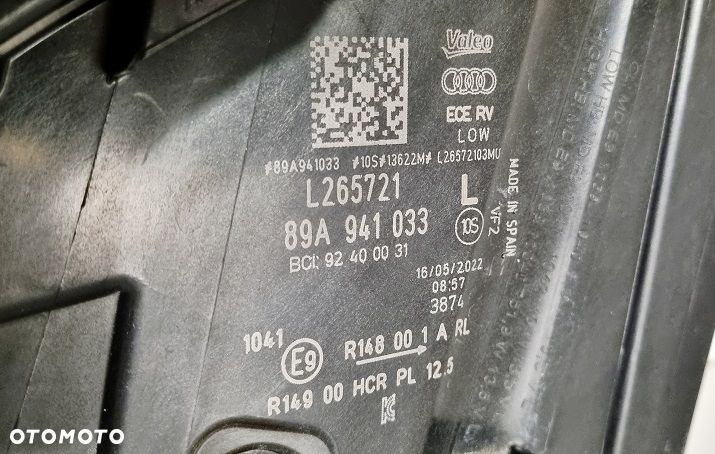 Valeo
ECE RV
LOW
#89A941033 #10S#13622M# L26572103MU
L265721 L
89A 941 033 10S VF2
MADE IN SPAIN
BCI: 92 40 00 31
16/05/2022
08:57
3874
1041 E9 R148 00 1 A RL
R149 00 HCR PL 12.5
OTOMOTO